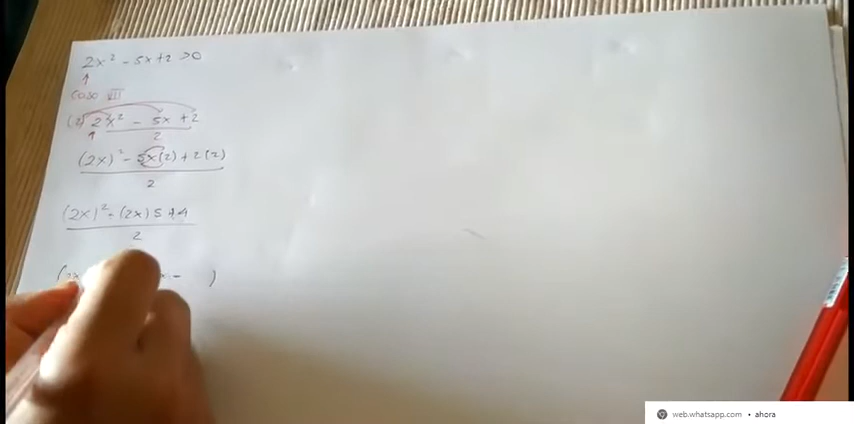 2x² - 5x + 2 > 0
↑
caso VII
(2) 2x² - 5x + 2
2
(2x)² - 5x(2) + 2(2)
2
(2x)² - (2x) 5 + 4
2
(2x - )
web.whatsapp.com • ahora